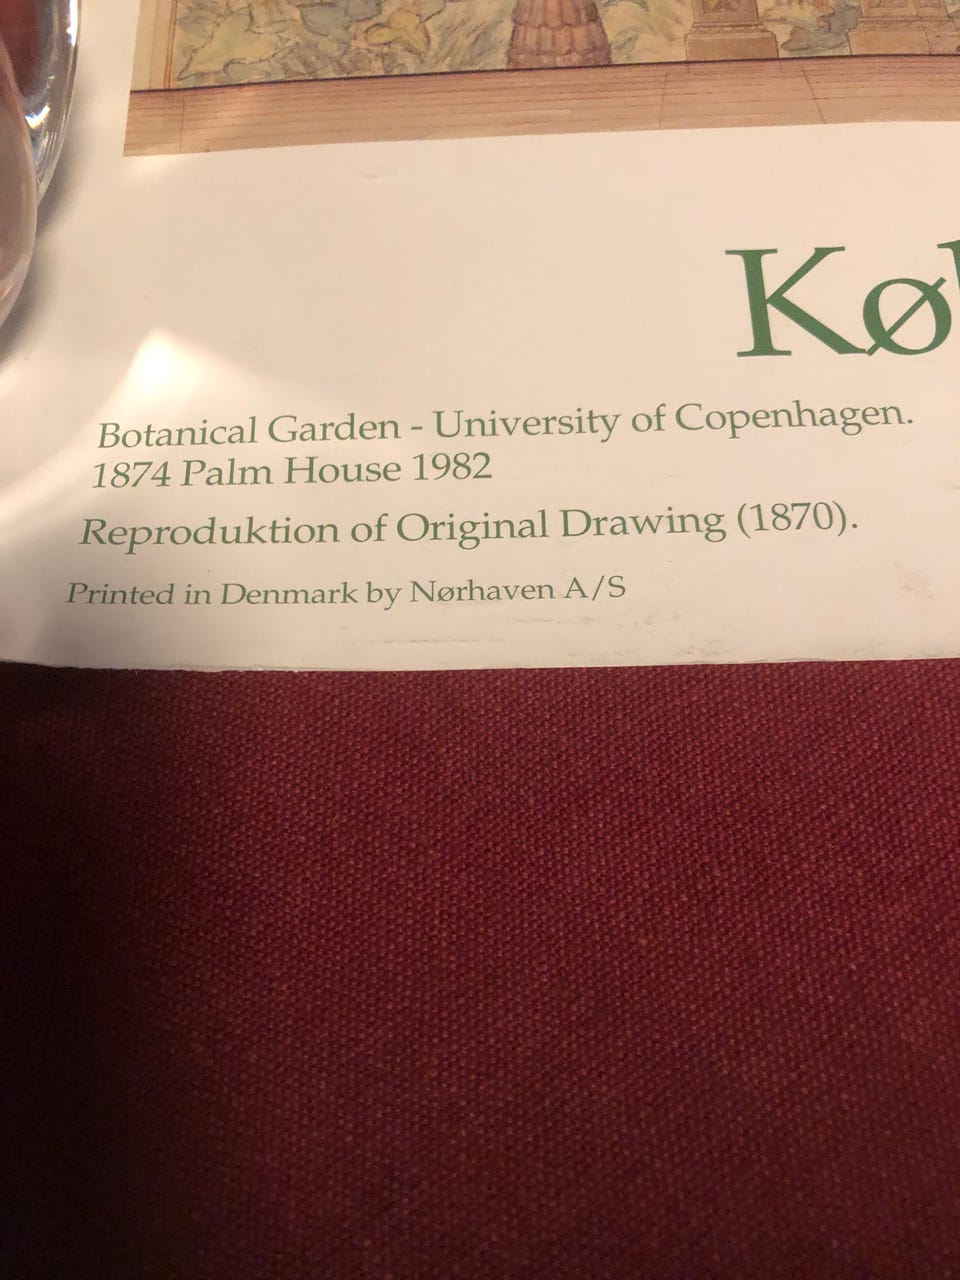 Kø
Botanical Garden - University of Copenhagen.
1874 Palm House 1982
Reproduktion of Original Drawing (1870).
Printed in Denmark by Nørhaven A/S